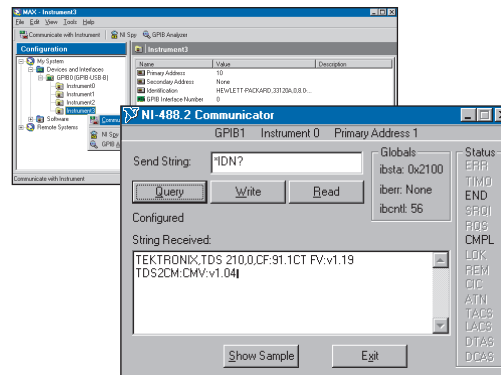 MAX - Instrument3
File Edit View Tools Help
Communicate with Instrument NI Spy GPIB Analyzer
Configuration
Instrument3
My System
Devices and Interfaces
GPIB0 (GPIB-USB-B)
Instrument0
Instrument1
Instrument2
Instrument3
Software
Remote Systems
Commu
NI Spy
GPIB A
Name Value Description
Primary Address 10
Secondary Address None
Identification HEWLETT-PACKARD,33120A,0,8.0-...
GPIB Interface Number 0
Communicate with Instrument
NI-488.2 Communicator
GPIB1 Instrument 0 Primary Address 1
Send String: *IDN?
Query Write Read
Configured
String Received:
TEKTRONIX,TDS 210,0,CF:91.1CT FV:v1.19
TDS2CM:CMV:v1.04
Show Sample Exit
Globals
ibsta: 0x2100
iberr: None
ibcntl: 56
Status
ERR
TIMO
END
SRQI
RQS
CMPL
LOK
REM
CIC
ATN
TACS
LACS
DTAS
DCAS